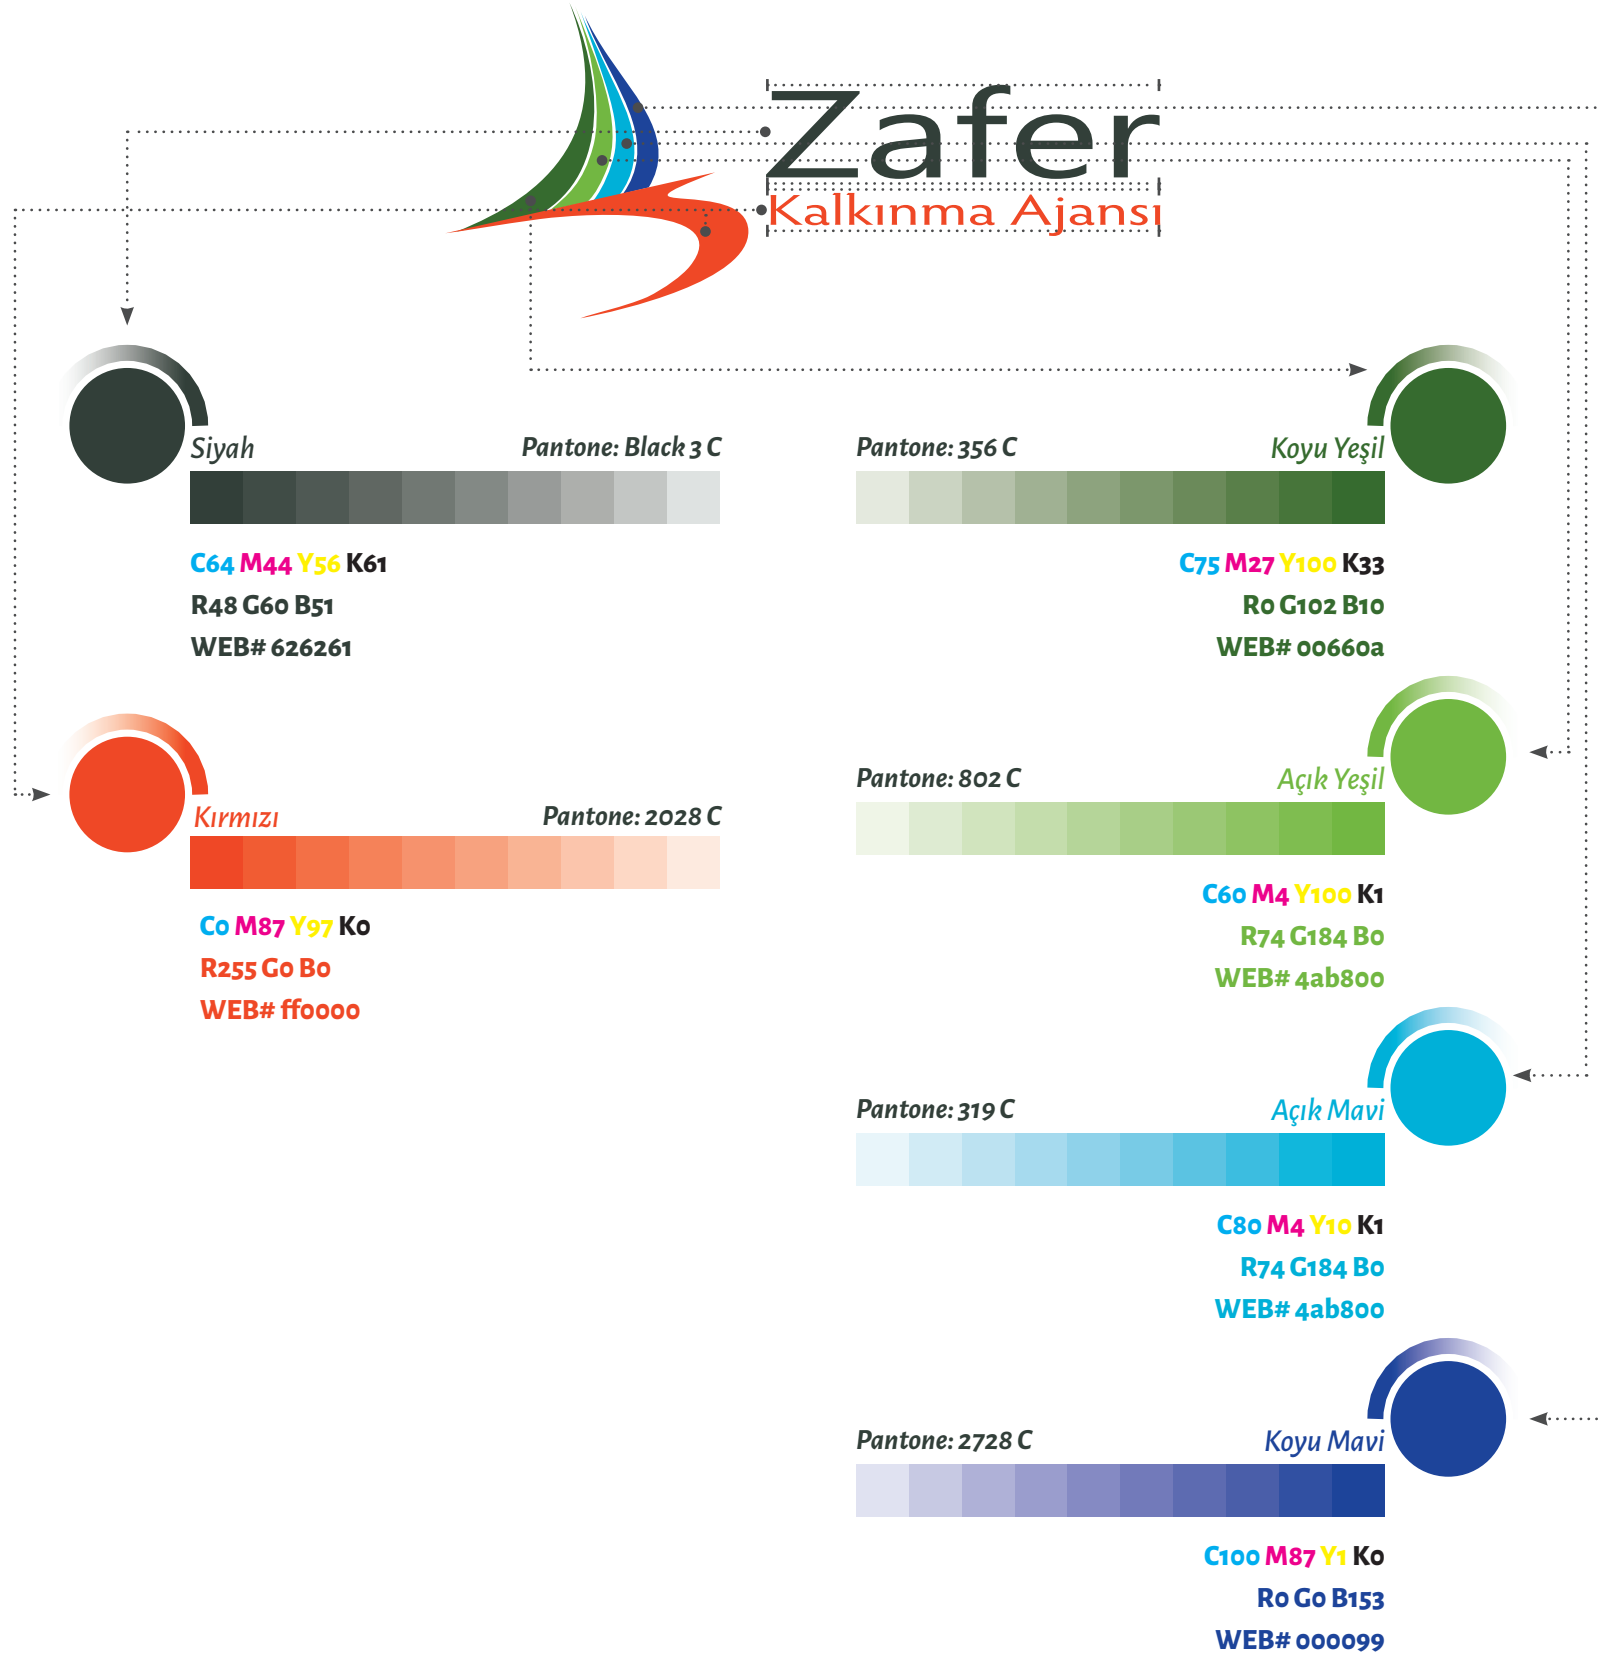 Zafer
Kalkınma Ajansı
Siyah
Pantone: Black 3 C
C64 M44 Y56 K61
R48 G60 B51
WEB# 626261
Kırmızı
Pantone: 2028 C
C0 M87 Y97 K0
R255 G0 B0
WEB# ff0000
Pantone: 356 C
Koyu Yeşil
C75 M27 Y100 K33
R0 G102 B10
WEB# 00660a
Pantone: 802 C
Açık Yeşil
C60 M4 Y100 K1
R74 G184 B0
WEB# 4ab800
Pantone: 319 C
Açık Mavi
C80 M4 Y10 K1
R74 G184 B0
WEB# 4ab800
Pantone: 2728 C
Koyu Mavi
C100 M87 Y1 K0
R0 G0 B153
WEB# 000099